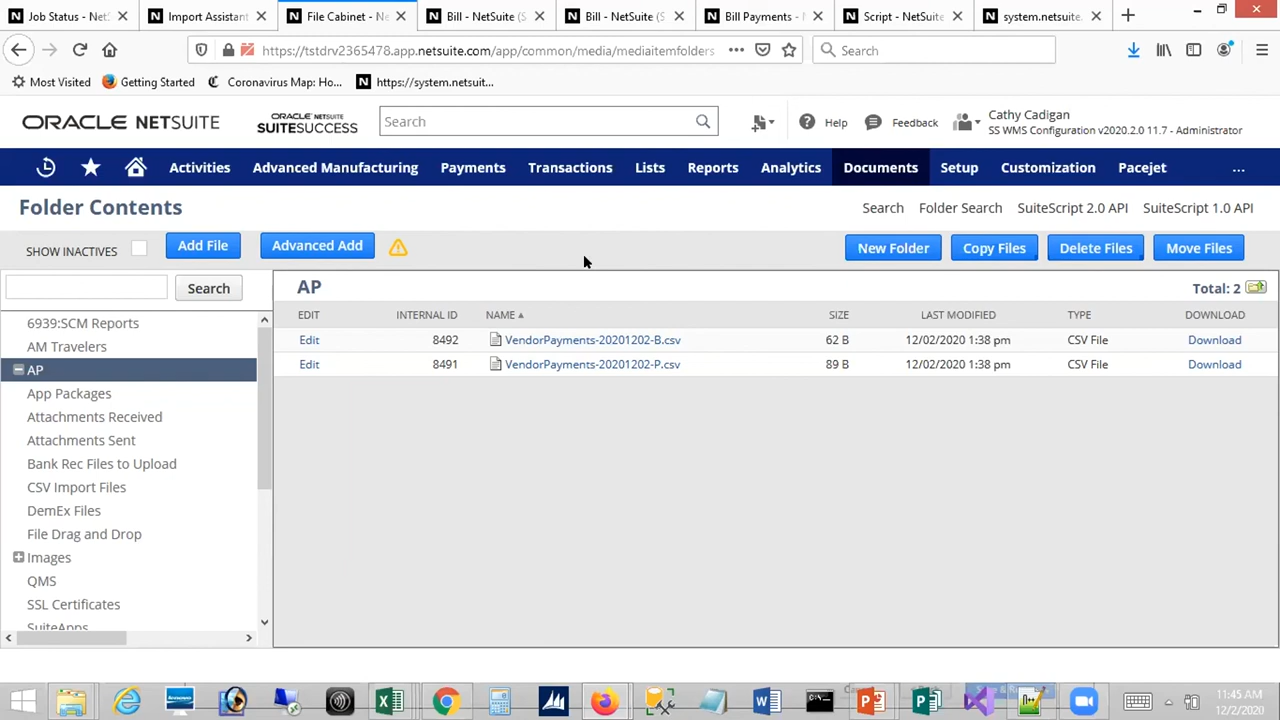 Job Status - NetS
Import Assistant
File Cabinet - Ne
Bill - NetSuite (S
Bill - NetSuite (S
Bill Payments - N
Script - NetSuite
system.netsuite.
https://tstdrv2365478.app.netsuite.com/app/common/media/mediaitemfolders
Search
Most Visited
Getting Started
Coronavirus Map: Ho...
https://system.netsuit...
ORACLE NETSUITE
ORACLE NETSUITE
SUITESUCCESS
Search
Help
Feedback
Cathy Cadigan
SS WMS Configuration v2020.2.0 11.7 - Administrator
Activities
Advanced Manufacturing
Payments
Transactions
Lists
Reports
Analytics
Documents
Setup
Customization
Pacejet
...
Folder Contents
Search
Folder Search
SuiteScript 2.0 API
SuiteScript 1.0 API
SHOW INACTIVES
Add File
Advanced Add
New Folder
Copy Files
Delete Files
Move Files
Search
6939:SCM Reports
AM Travelers
AP
App Packages
Attachments Received
Attachments Sent
Bank Rec Files to Upload
CSV Import Files
DemEx Files
File Drag and Drop
Images
QMS
SSL Certificates
SuiteApps
AP
Total: 2
EDIT INTERNAL ID NAME SIZE LAST MODIFIED TYPE DOWNLOAD
Edit 8492 VendorPayments-20201202-B.csv 62 B 12/02/2020 1:38 pm CSV File Download
Edit 8491 VendorPayments-20201202-P.csv 89 B 12/02/2020 1:38 pm CSV File Download
11:45 AM
12/2/2020